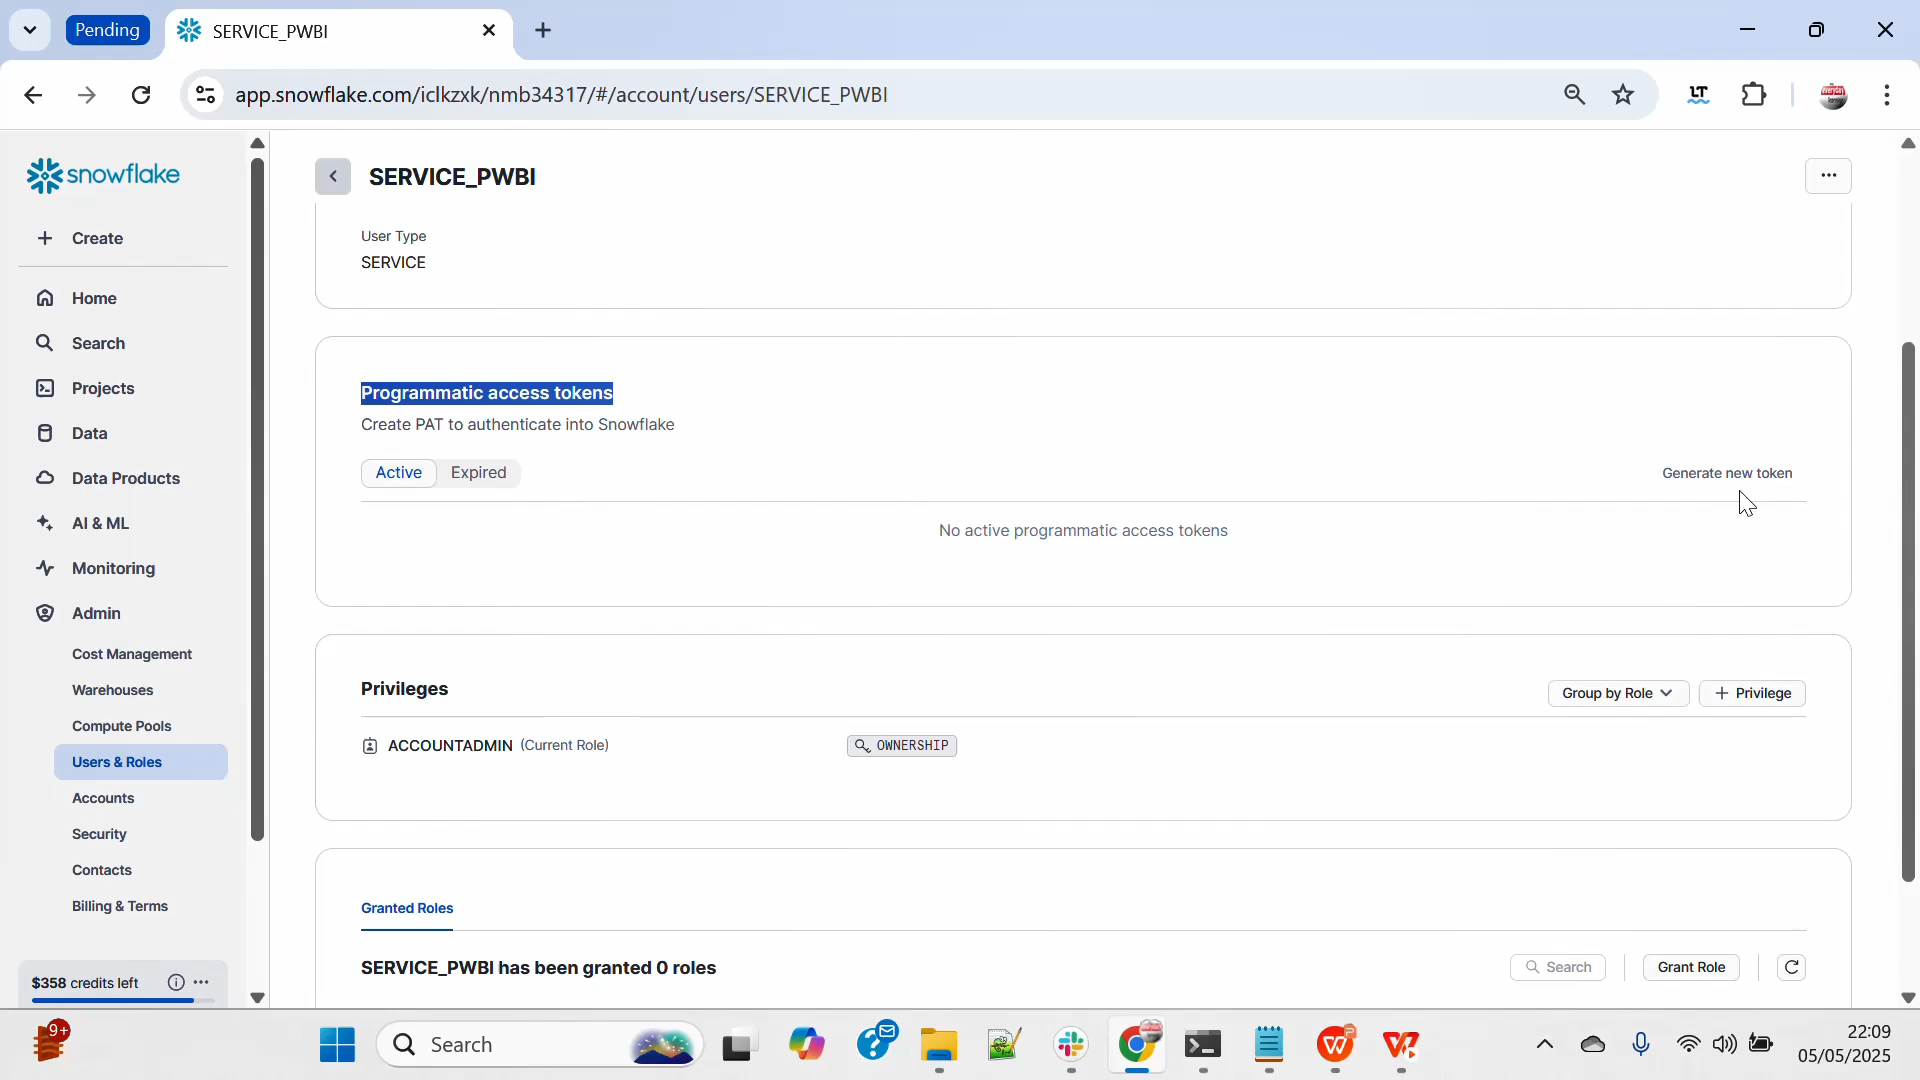 Pending
SERVICE_PWBI
app.snowflake.com/iclkzxk/nmb34317/#/account/users/SERVICE_PWBI
snowflake
Create
Home
Search
Projects
Data
Data Products
AI & ML
Monitoring
Admin
Cost Management
Warehouses
Compute Pools
Users & Roles
Accounts
Security
Contacts
Billing & Terms
$358 credits left
SERVICE_PWBI
User Type
SERVICE
Programmatic access tokens
Create PAT to authenticate into Snowflake
Active Expired
Generate new token
No active programmatic access tokens
Privileges
Group by Role
+ Privilege
ACCOUNTADMIN (Current Role)
OWNERSHIP
Granted Roles
SERVICE_PWBI has been granted 0 roles
Search
Grant Role
9+
Search
22:09
05/05/2025